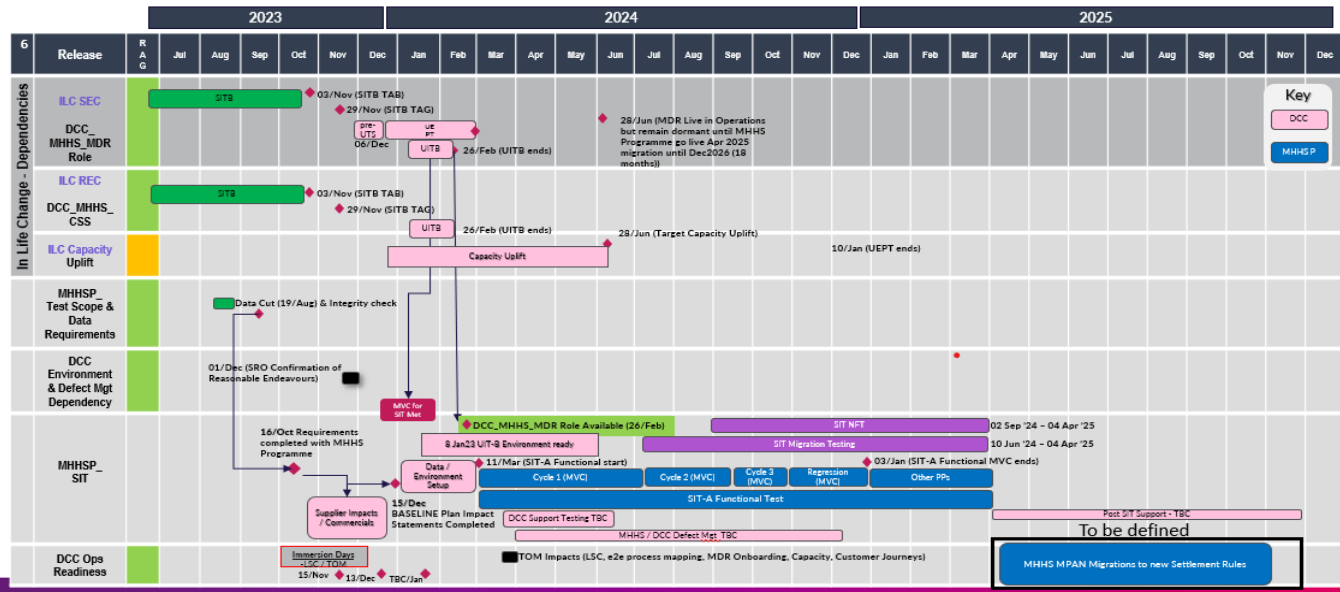 2023
2024
2025
6
Release
R
A
G
Jul
Aug
Sep
Oct
Nov
Dec
Jan
Feb
Mar
Apr
May
Jun
Jul
Aug
Sep
Oct
Nov
Dec
Jan
Feb
Mar
Apr
May
Jun
Jul
Aug
Sep
Oct
Nov
Dec
In Life Change - Dependencies
ILC SEC
DCC_
MHHS_MDR
Role
SITB
03/Nov (SITB TAB)
29/Nov (SITB TAG)
pre-
UTS
06/Dec
UE
PT
UITB
26/Feb (UITB ends)
28/Jun (MDR Live in Operations
but remain dormant until MHHS
Programme go live Apr 2025
migration until Dec2026 (18
months))
Key
DCC
MHHS P
ILC REC
DCC_MHHS_
CSS
SITB
03/Nov (SITB TAB)
29/Nov (SITB TAG)
UITB
26/Feb (UITB ends)
ILC Capacity
Uplift
Capacity Uplift
28/Jun (Target Capacity Uplift)
10/Jan (UEPT ends)
MHHSP_
Test Scope &
Data
Requirements
Data Cut (19/Aug) & Integrity check
DCC
Environment
& Defect Mgt
Dependency
01/Dec (SRO Confirmation of
Reasonable Endeavours)
MVC for
SIT Met
MHHSP_
SIT
16/Oct Requirements
completed with MHHS
Programme
DCC_MHHS_MDR Role Available (26/Feb)
8 Jan23 UIT-B Environment ready
Data /
Environment
Setup
11/Mar (SIT-A Functional start)
SIT NFT
02 Sep '24 – 04 Apr '25
SIT Migration Testing
10 Jun '24 – 04 Apr '25
03/Jan (SIT-A Functional MVC ends)
Cycle 1 (MVC)
Cycle 2 (MVC)
Cycle 3
(MVC)
Regression
(MVC)
Other PPs
SIT-A Functional Test
Supplier Impacts
/ Commercials
15/Dec
BASELINE Plan Impact
Statements Completed
DCC Support Testing TBC
MHHS / DCC Defect Mgt TBC
Post SIT Support - TBC
To be defined
DCC Ops
Readiness
Immersion Days
-LSC / TOM
15/Nov
13/Dec
TBC/Jan
TOM Impacts (LSC, e2e process mapping, MDR Onboarding, Capacity, Customer Journeys)
MHHS MPAN Migrations to new Settlement Rules